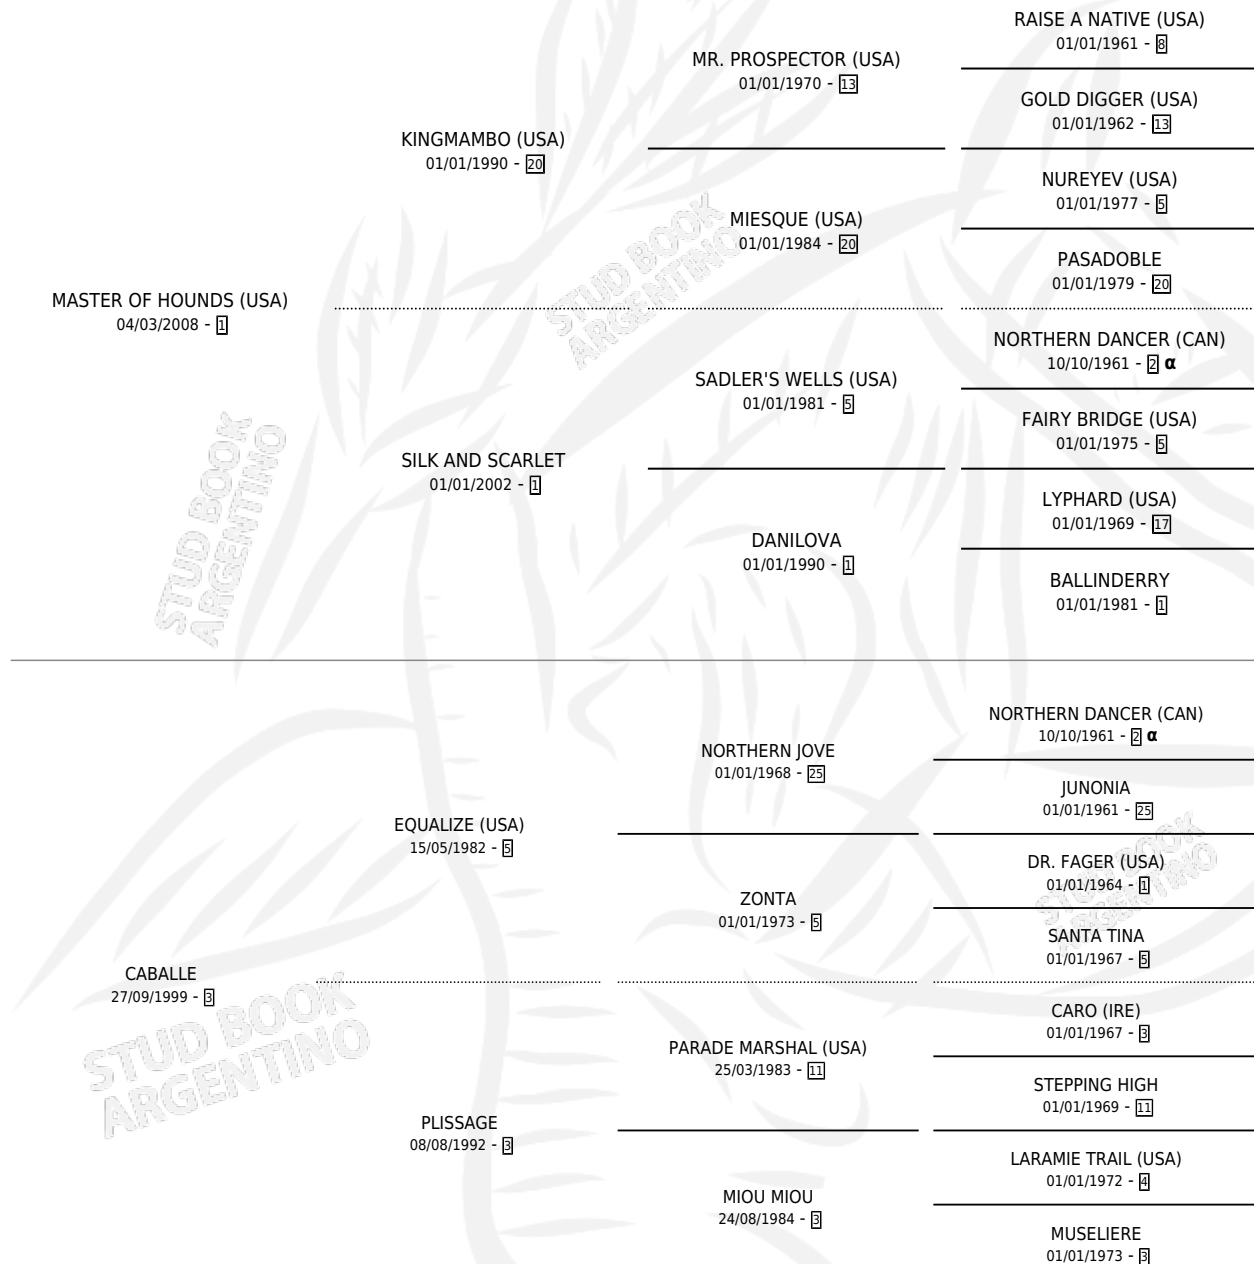 RAISE A NATIVE (USA)
01/01/1961 - 8
MR. PROSPECTOR (USA)
01/01/1970 - 13
GOLD DIGGER (USA)
01/01/1962 - 13
KINGMAMBO (USA)
01/01/1990 - 20
NUREYEV (USA)
01/01/1977 - 5
MIESQUE (USA)
01/01/1984 - 20
PASADOBLE
01/01/1979 - 20
STUD BOOK
ARGENTINO
MASTER OF HOUNDS (USA)
04/03/2008 - 1
NORTHERN DANCER (CAN)
10/10/1961 - 2 α
SADLER'S WELLS (USA)
01/01/1981 - 5
FAIRY BRIDGE (USA)
01/01/1975 - 5
SILK AND SCARLET
01/01/2002 - 1
LYPHARD (USA)
01/01/1969 - 17
DANILOVA
01/01/1990 - 1
BALLINDERRY
01/01/1981 - 1
STUD BOOK
ARGENTINO
NORTHERN DANCER (CAN)
10/10/1961 - 2 α
NORTHERN JOVE
01/01/1968 - 25
JUNONIA
01/01/1961 - 25
EQUALIZE (USA)
15/05/1982 - 5
DR. FAGER (USA)
01/01/1964 - 1
ZONTA
01/01/1973 - 5
SANTA TINA
01/01/1967 - 5
STUD BOOK
ARGENTINO
CABALLE
27/09/1999 - 3
CARO (IRE)
01/01/1967 - 3
PARADE MARSHAL (USA)
25/03/1983 - 11
STEPPING HIGH
01/01/1969 - 11
STUD BOOK
ARGENTINO
PLISSAGE
08/08/1992 - 3
LARAMIE TRAIL (USA)
01/01/1972 - 4
MIOU MIOU
24/08/1984 - 3
MUSELIERE
01/01/1973 - 3